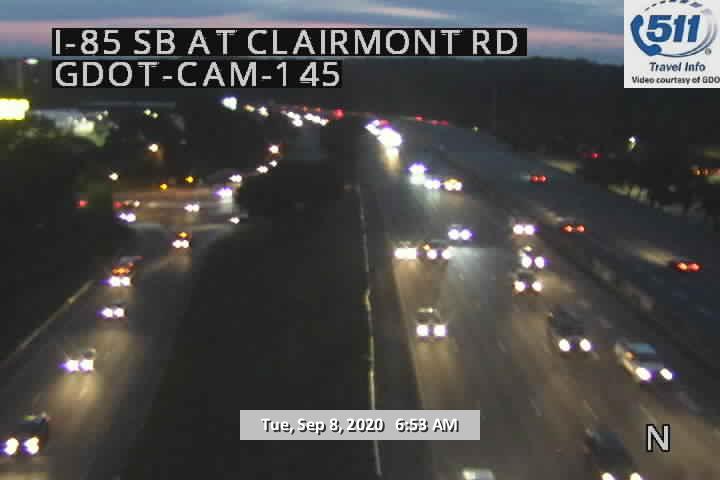 I-85 SB AT CLAIRMONT RD
GDOT-CAM-145
511
Travel Info
Video courtesy of GDO
Tue, Sep 8, 2020 6:53 AM
N